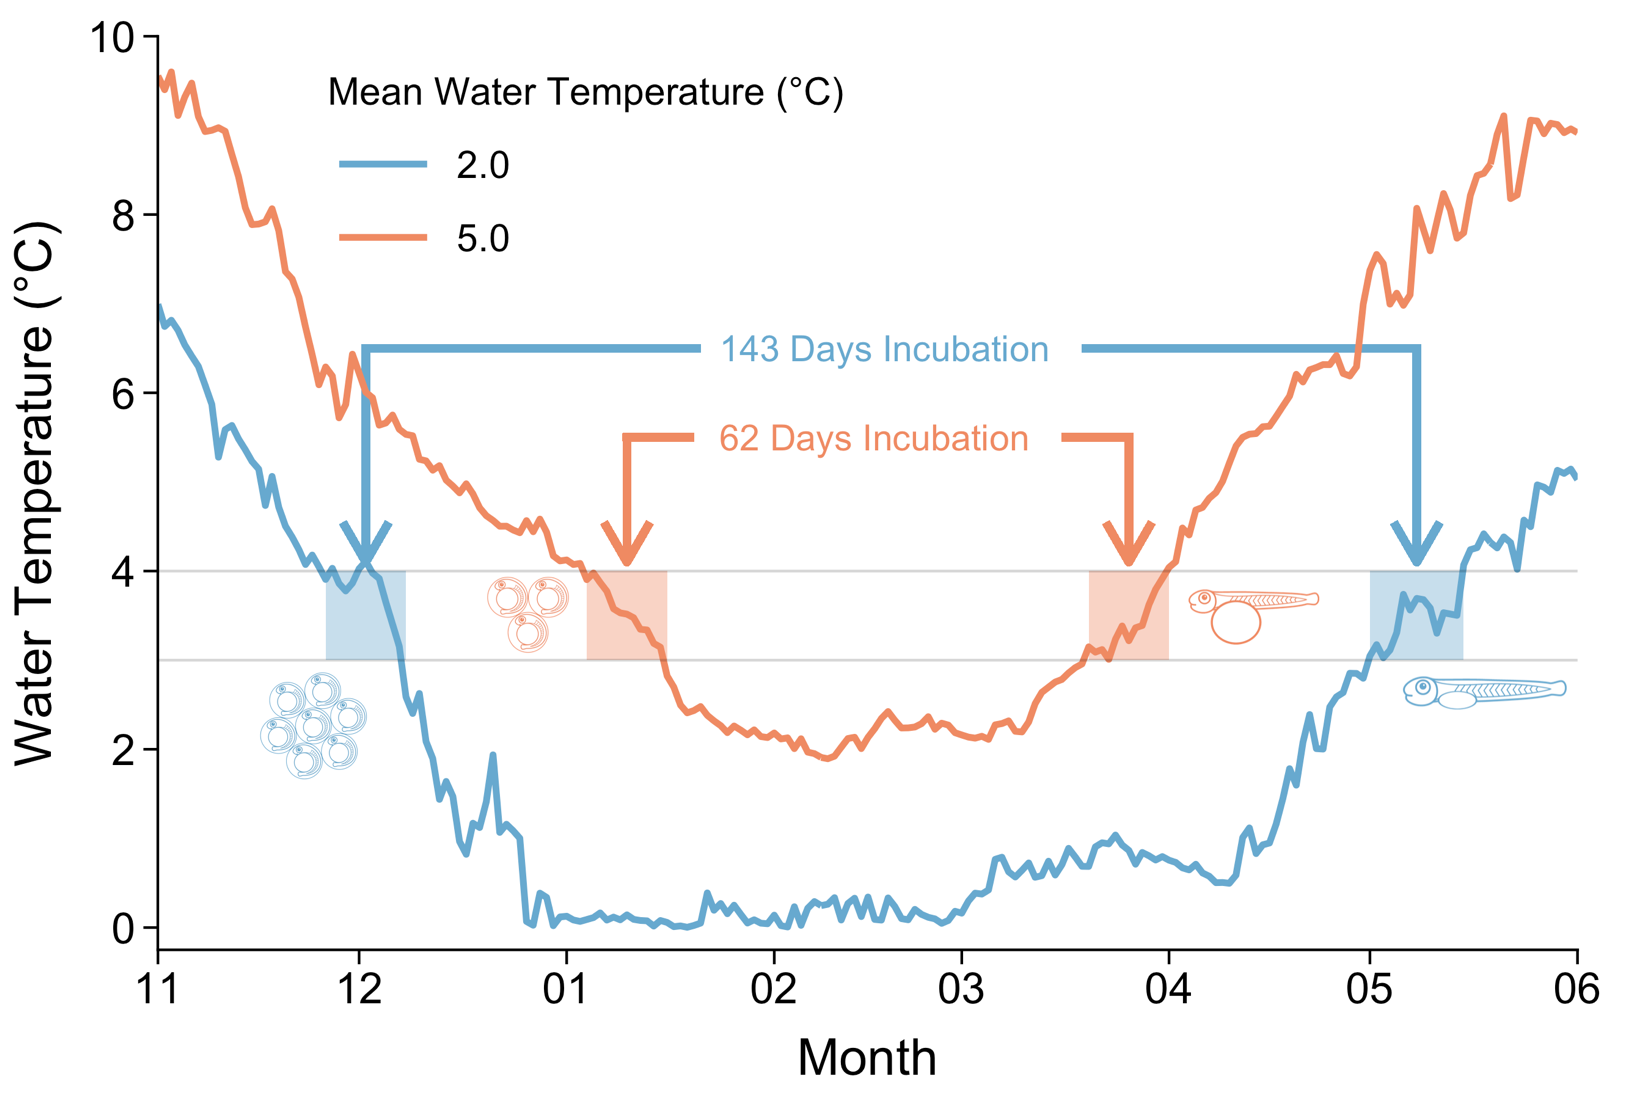 Mean Water Temperature (°C)
2.0
5.0
143 Days Incubation
62 Days Incubation
Water Temperature (°C)
10
8
6
4
2
0
11 12 01 02 03 04 05 06
Month